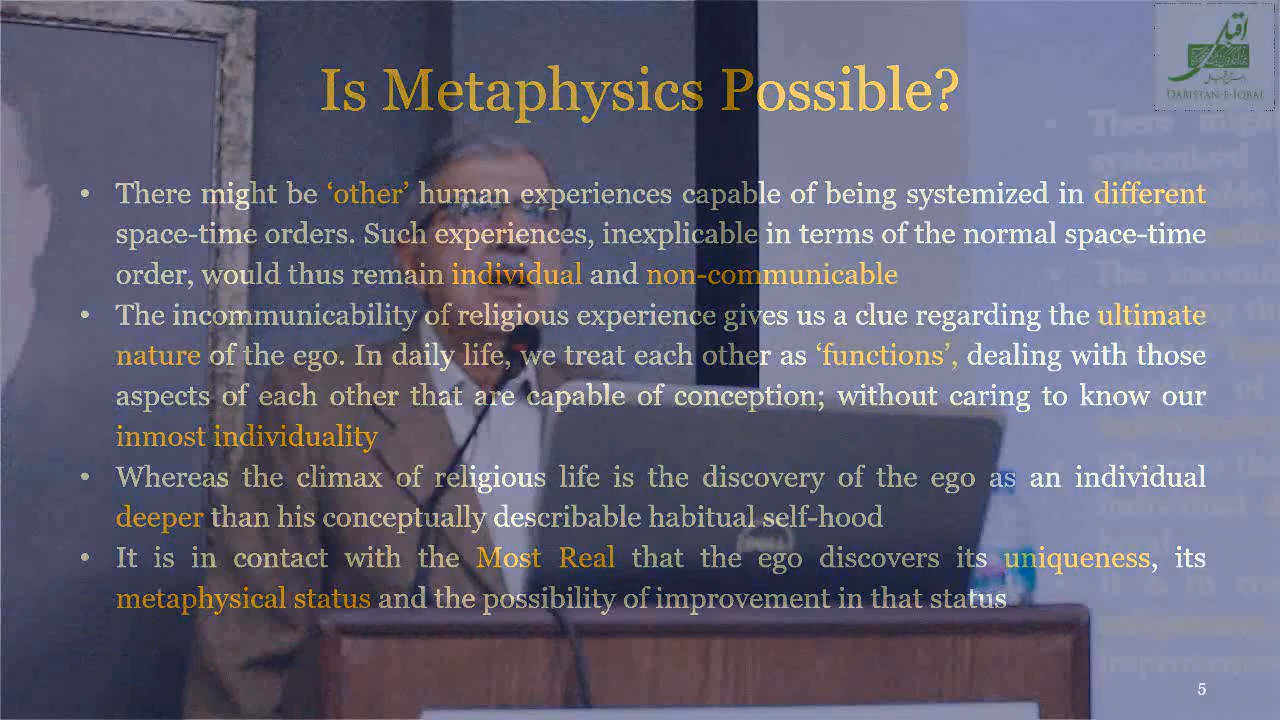 Is Metaphysics Possible?
اقبال
DABISTAN-E-IQBAL
• There might be ‘other’ human experiences capable of being systemized in different
space-time orders. Such experiences, inexplicable in terms of the normal space-time
order, would thus remain individual and non-communicable
• The incommunicability of religious experience gives us a clue regarding the ultimate
nature of the ego. In daily life, we treat each other as ‘functions’, dealing with those
aspects of each other that are capable of conception; without caring to know our
inmost individuality
• Whereas the climax of religious life is the discovery of the ego as an individual
deeper than his conceptually describable habitual self-hood
• It is in contact with the Most Real that the ego discovers its uniqueness, its
metaphysical status and the possibility of improvement in that status
DELL
5